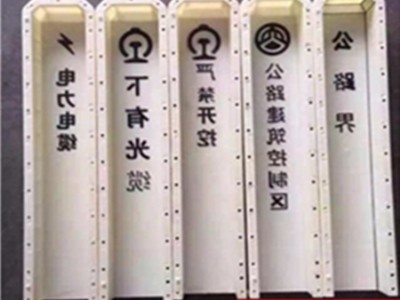 电力电缆
下有光缆
严禁开挖
公路建筑控制区
公路界